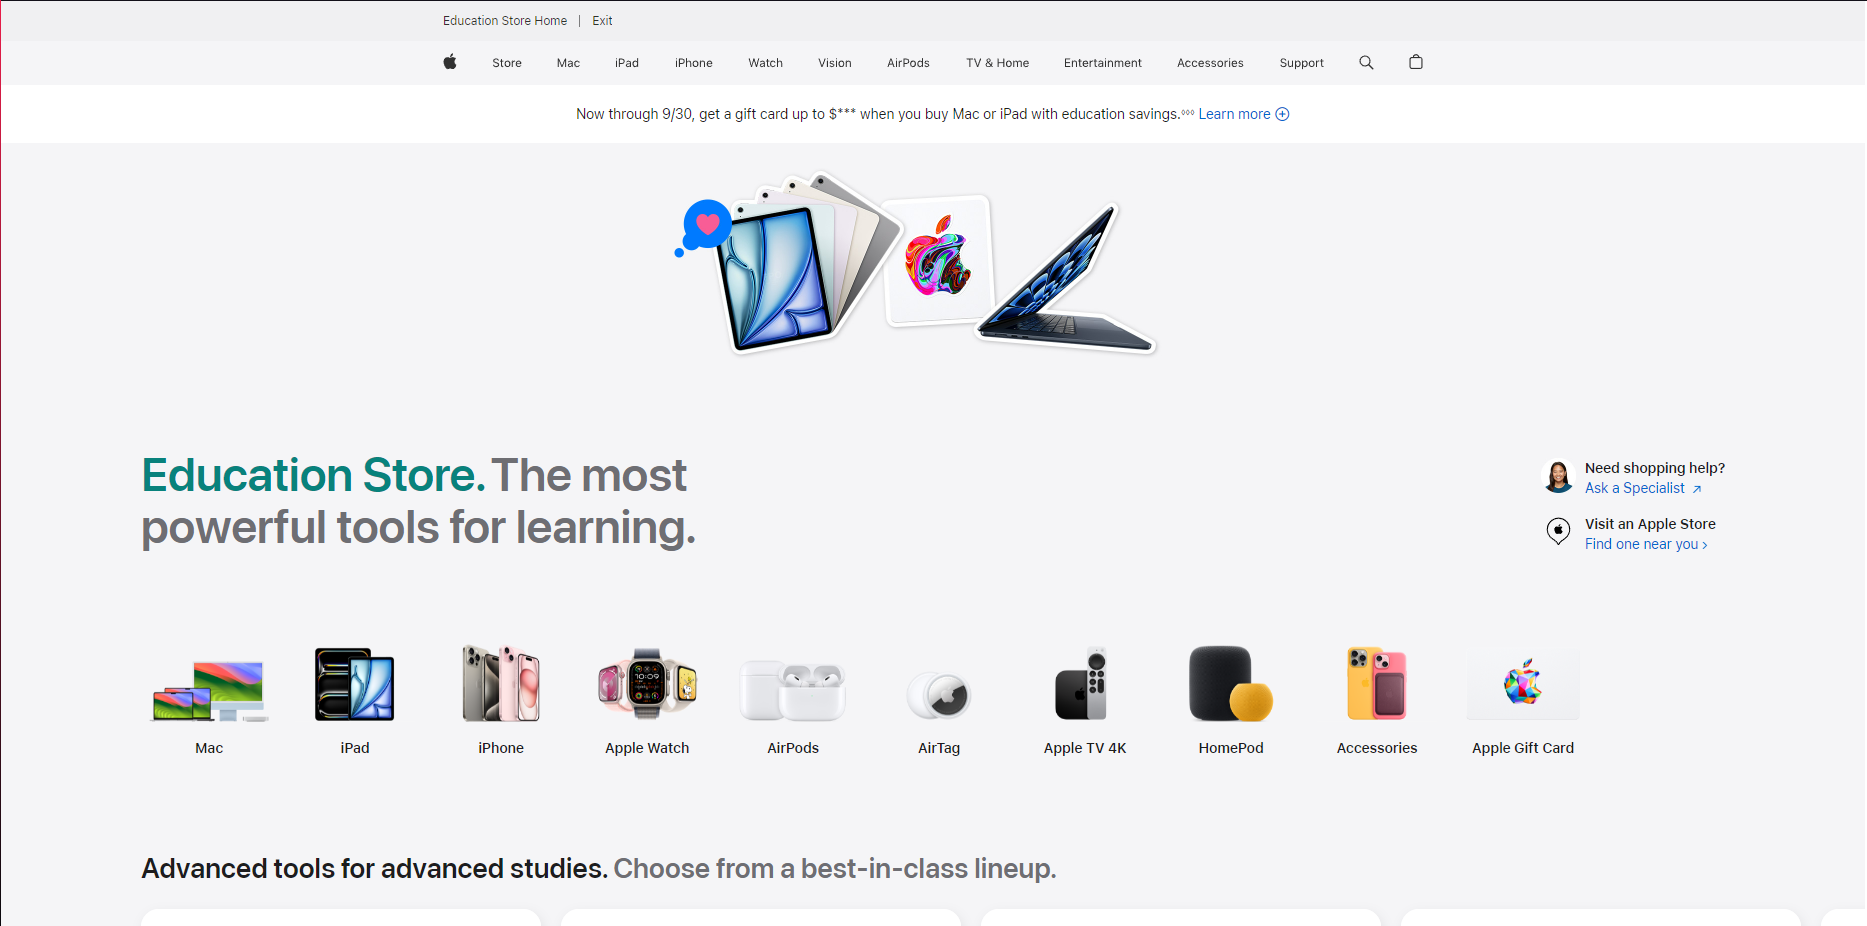 Education Store Home | Exit
Store Mac iPad iPhone Watch Vision AirPods TV & Home Entertainment Accessories Support
Now through 9/30, get a gift card up to $*** when you buy Mac or iPad with education savings.◊◊◊ Learn more
Education Store. The most
powerful tools for learning.
Need shopping help?
Ask a Specialist ↗
Visit an Apple Store
Find one near you ›
Mac iPad iPhone Apple Watch AirPods AirTag Apple TV 4K HomePod Accessories Apple Gift Card
Advanced tools for advanced studies. Choose from a best-in-class lineup.